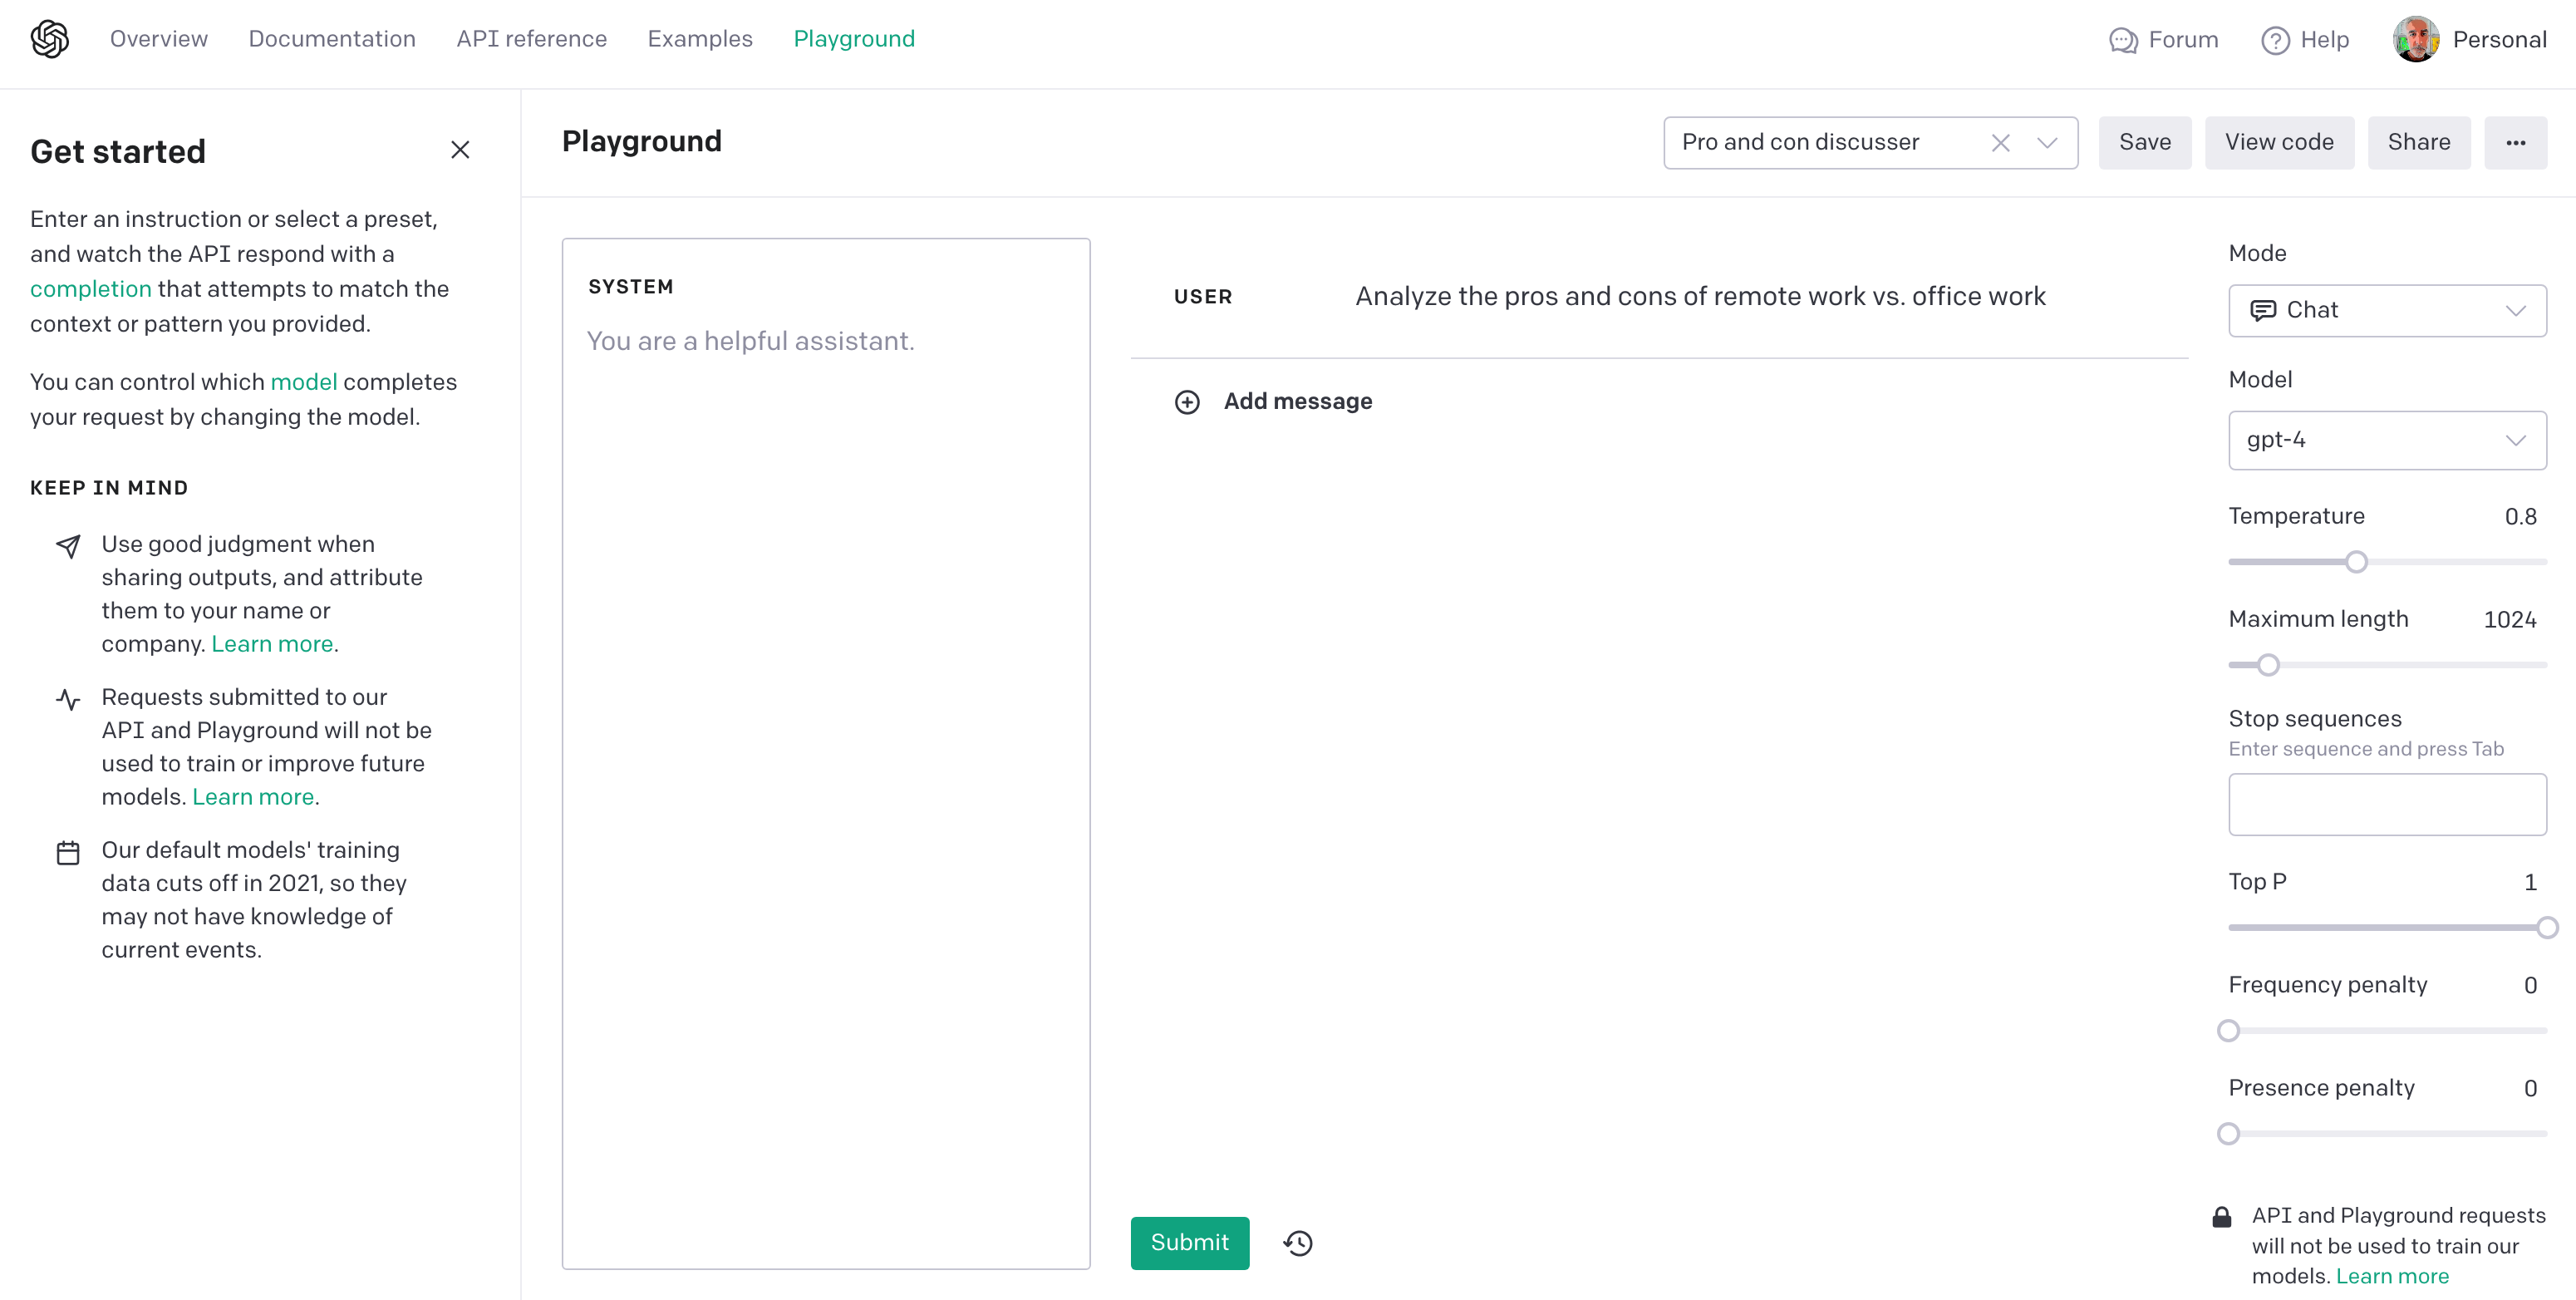 Overview Documentation API reference Examples Playground Forum Help Personal
Get started
Enter an instruction or select a preset,
and watch the API respond with a
completion that attempts to match the
context or pattern you provided.
You can control which model completes
your request by changing the model.
KEEP IN MIND
Use good judgment when
sharing outputs, and attribute
them to your name or
company. Learn more.
Requests submitted to our
API and Playground will not be
used to train or improve future
models. Learn more.
Our default models' training
data cuts off in 2021, so they
may not have knowledge of
current events.
Playground
Pro and con discusser
Save
View code
Share
SYSTEM
You are a helpful assistant.
USER
Analyze the pros and cons of remote work vs. office work
Add message
Submit
Mode
Chat
Model
gpt-4
Temperature 0.8
Maximum length 1024
Stop sequences
Enter sequence and press Tab
Top P 1
Frequency penalty 0
Presence penalty 0
API and Playground requests
will not be used to train our
models. Learn more